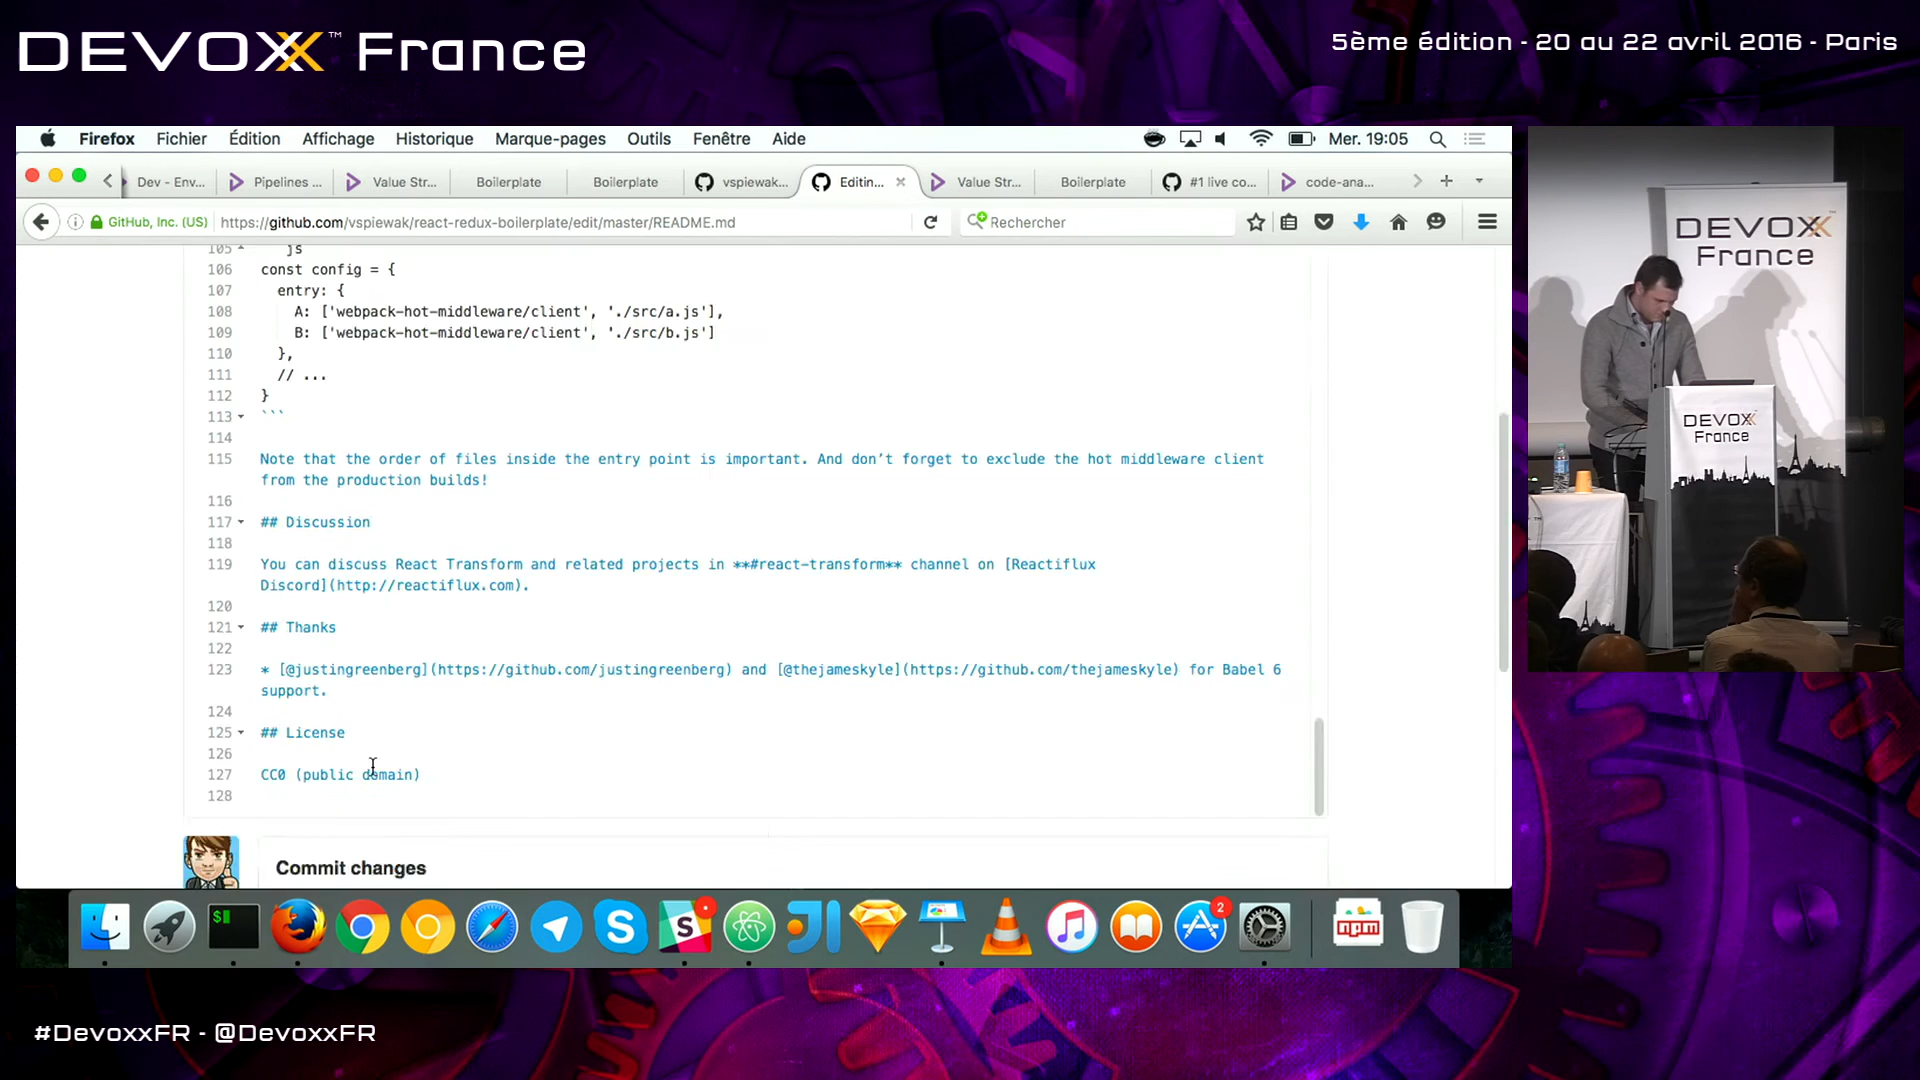 DEVOXX™ France
5ème édition - 20 au 22 avril 2016 - Paris
Firefox Fichier Édition Affichage Historique Marque-pages Outils Fenêtre Aide
Mer. 19:05
Dev - Env... Pipelines ... Value Str... Boilerplate Boilerplate vspiewak... Editin... Value Str... Boilerplate #1 live co... code-ana...
GitHub, Inc. (US) https://github.com/vspiewak/react-redux-boilerplate/edit/master/README.md Rechercher
105 js
106 const config = {
107 entry: {
108 A: ['webpack-hot-middleware/client', './src/a.js'],
109 B: ['webpack-hot-middleware/client', './src/b.js']
110 },
111 // ...
112 }
113 ```
114
115 Note that the order of files inside the entry point is important. And don’t forget to exclude the hot middleware client
from the production builds!
116
117 ## Discussion
118
119 You can discuss React Transform and related projects in **#react-transform** channel on [Reactiflux
Discord](http://reactiflux.com).
120
121 ## Thanks
122
123 * [@justingreenberg](https://github.com/justingreenberg) and [@thejameskyle](https://github.com/thejameskyle) for Babel 6
support.
124
125 ## License
126
127 CC0 (public domain)
128
Commit changes
$
2
npm
DEVOXX
France
DEVOXX
France
#DevoxxFR - @DevoxxFR